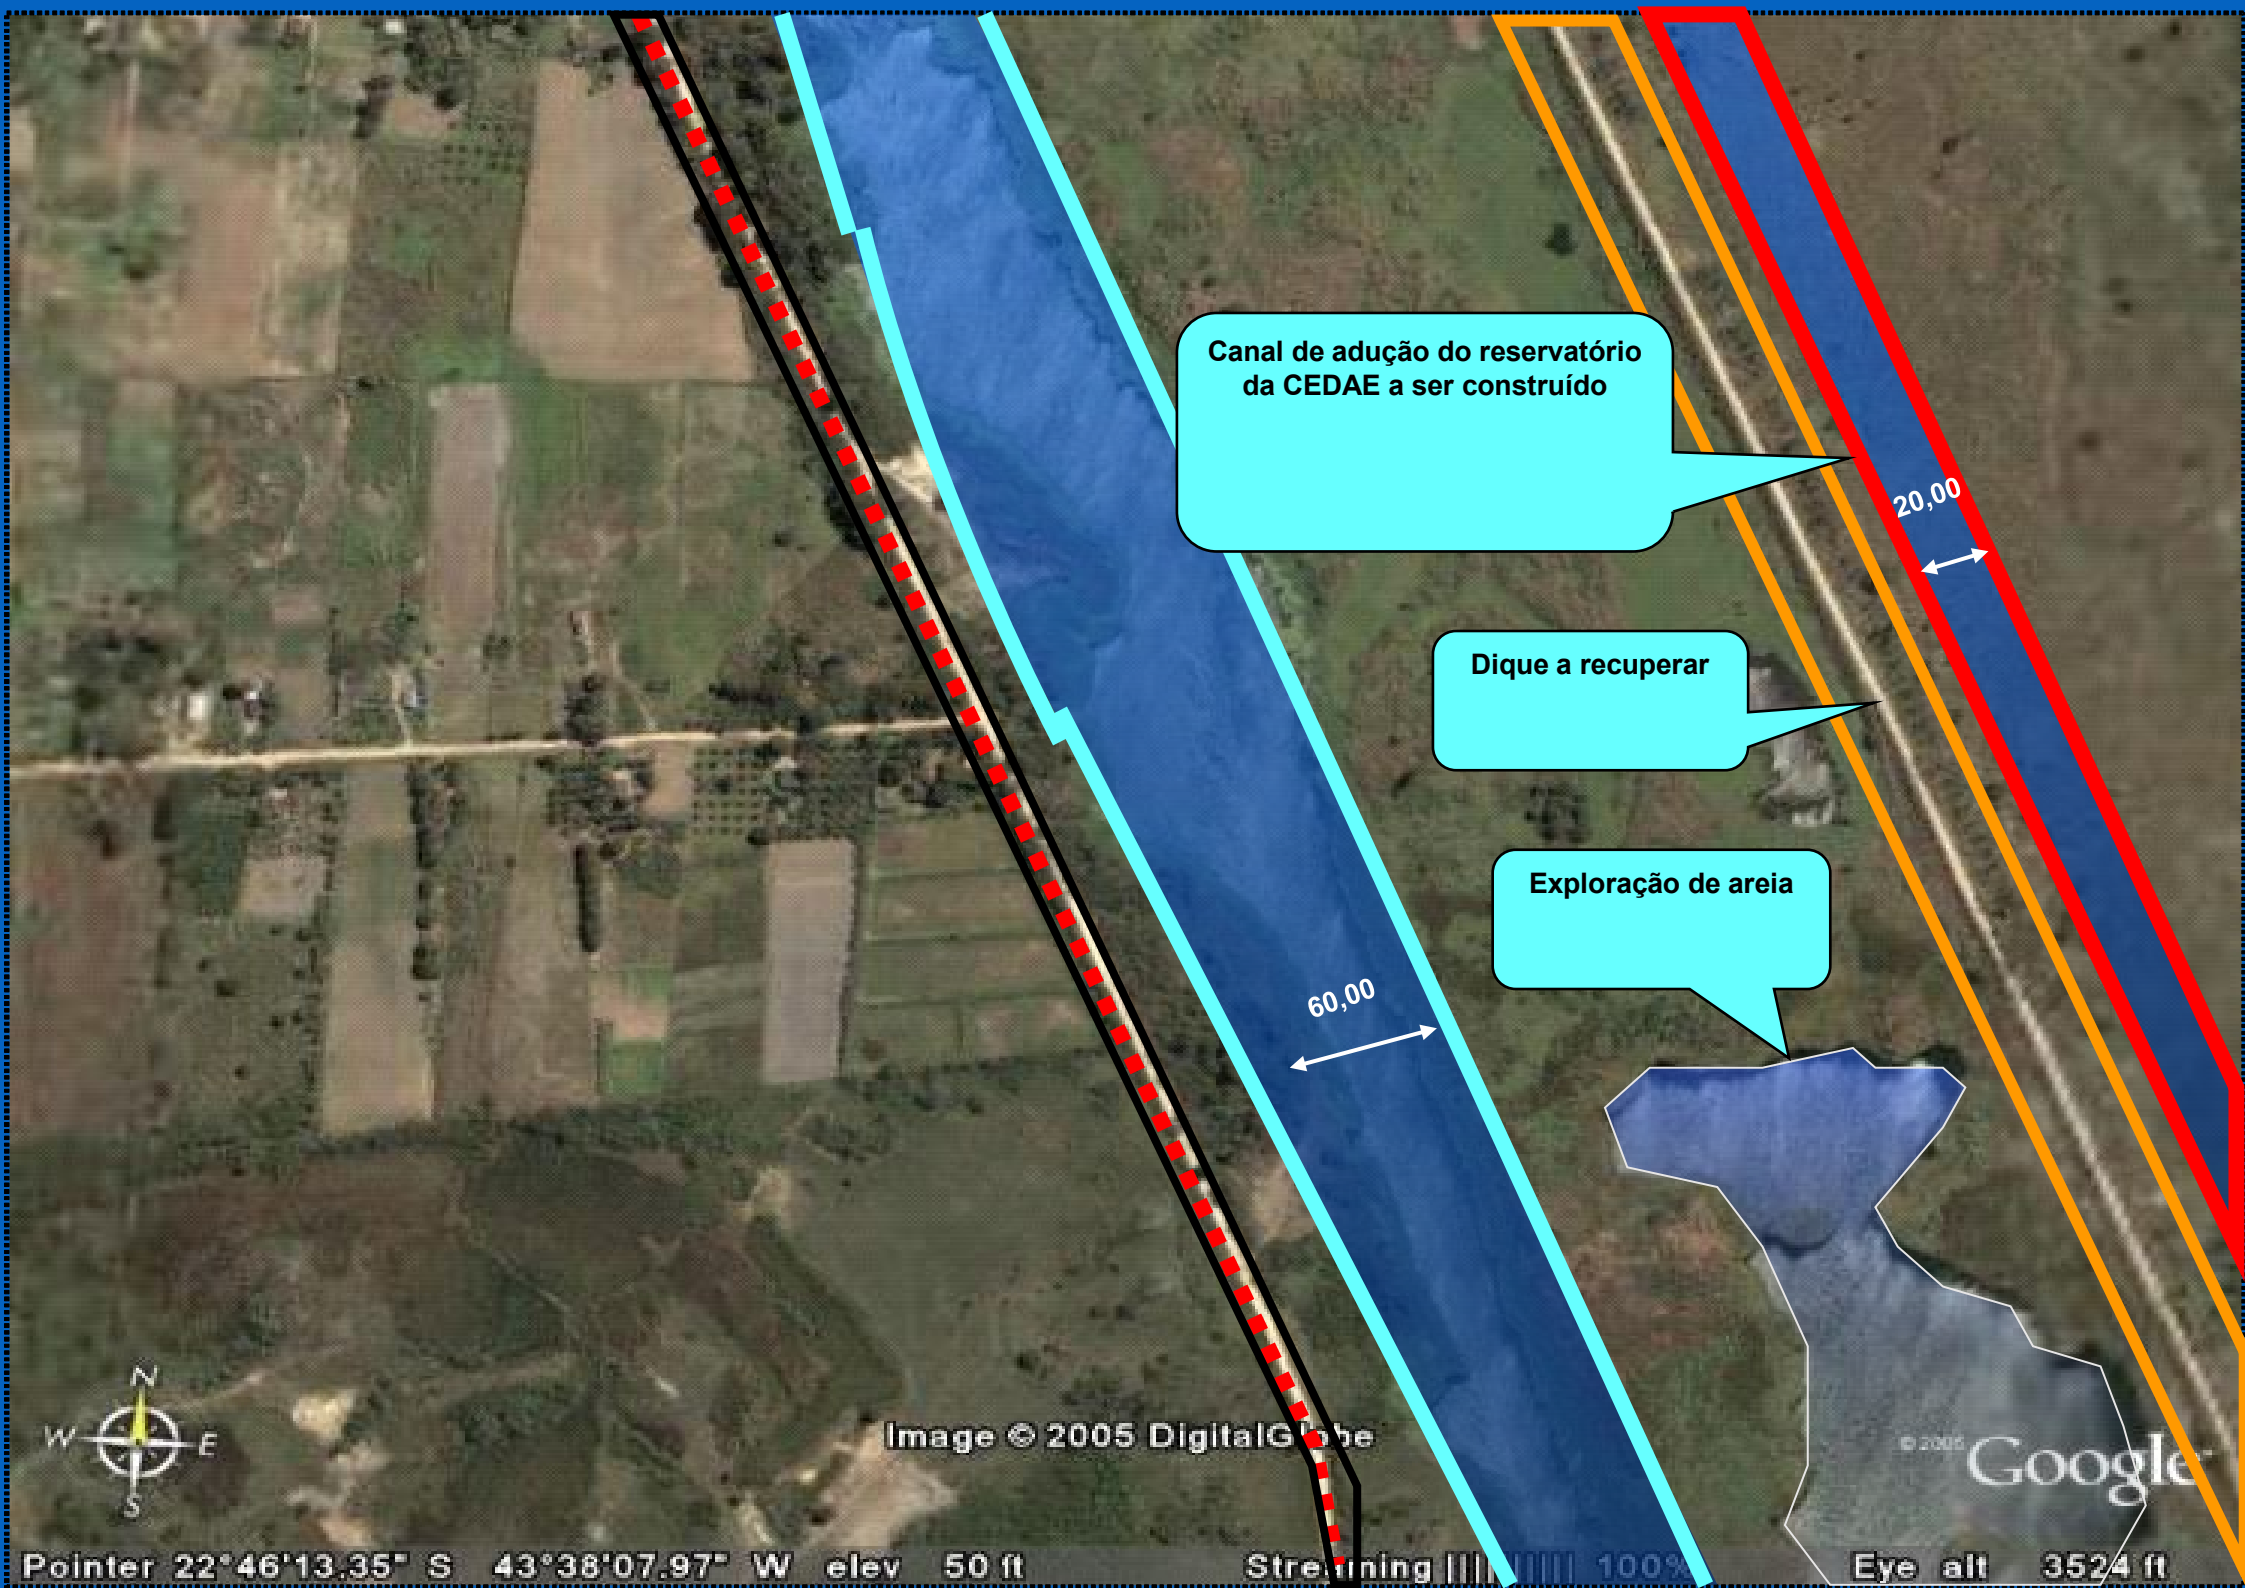 Canal de adução do reservatório
da CEDAE a ser construído
20,00
Dique a recuperar
Exploração de areia
60,00
N
W E
S
Image © 2005 DigitalGlobe
© 2005 Google
Pointer 22°46'13.35" S 43°38'07.97" W elev 50 ft Streaming |||||||||| 100% Eye alt 3524 ft